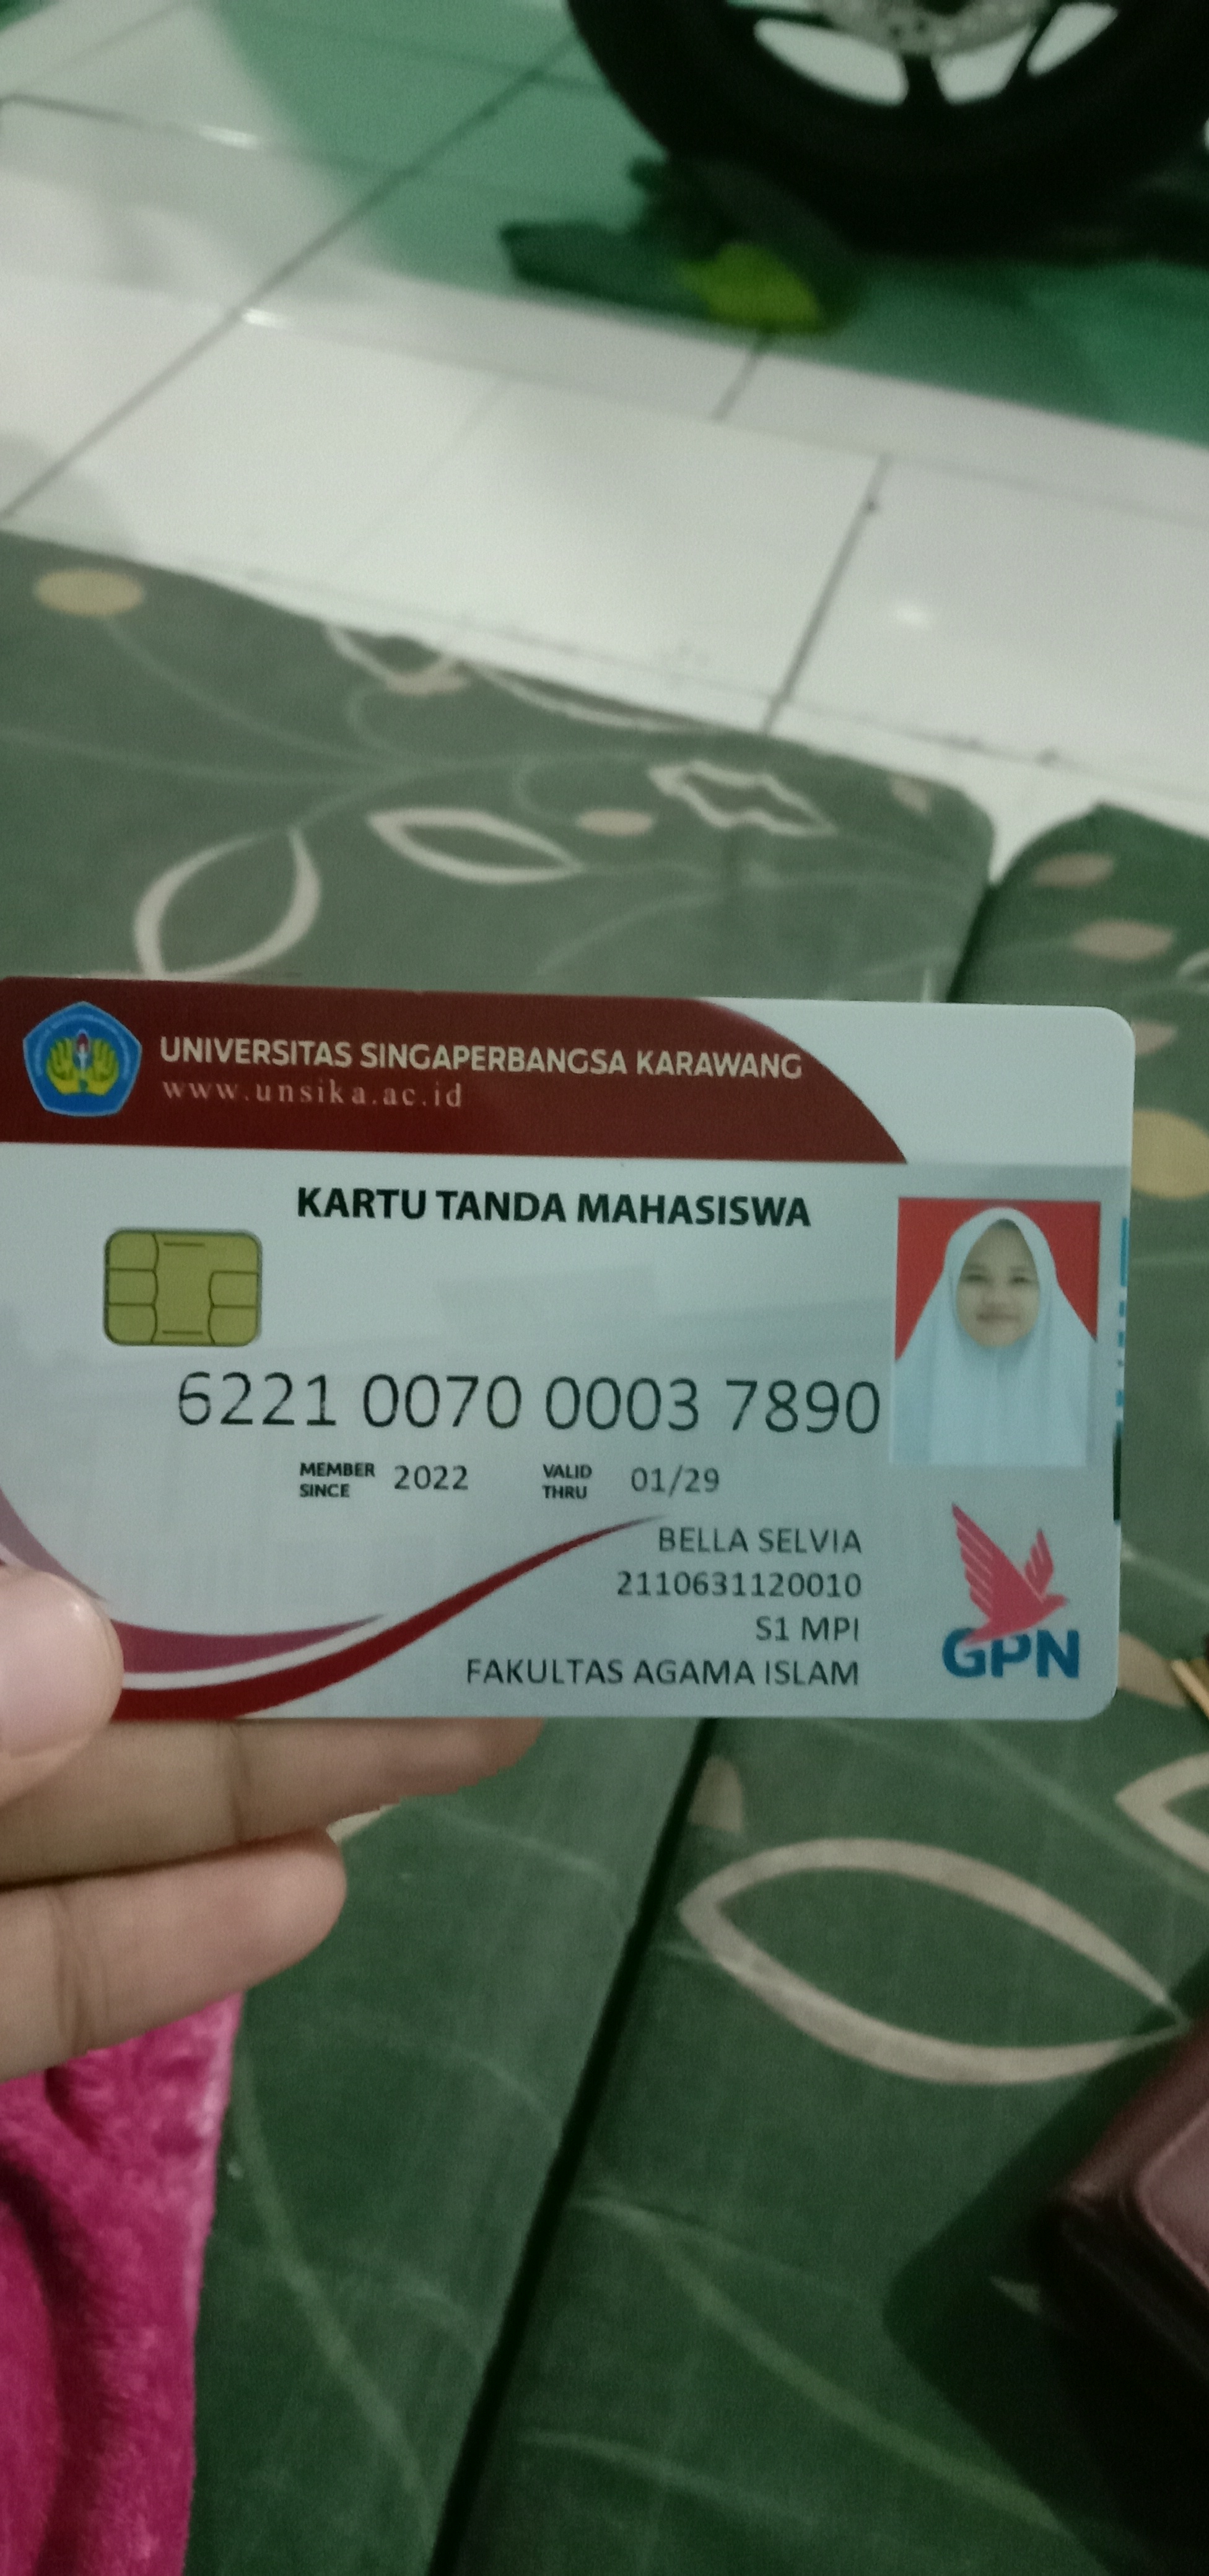 UNIVERSITAS SINGAPERBANGSA KARAWANG
www.unsika.ac.id
KARTU TANDA MAHASISWA
6221 0070 0003 7890
MEMBER SINCE 2022 VALID THRU 01/29
BELLA SELVIA
2110631120010
S1 MPI
FAKULTAS AGAMA ISLAM
GPN